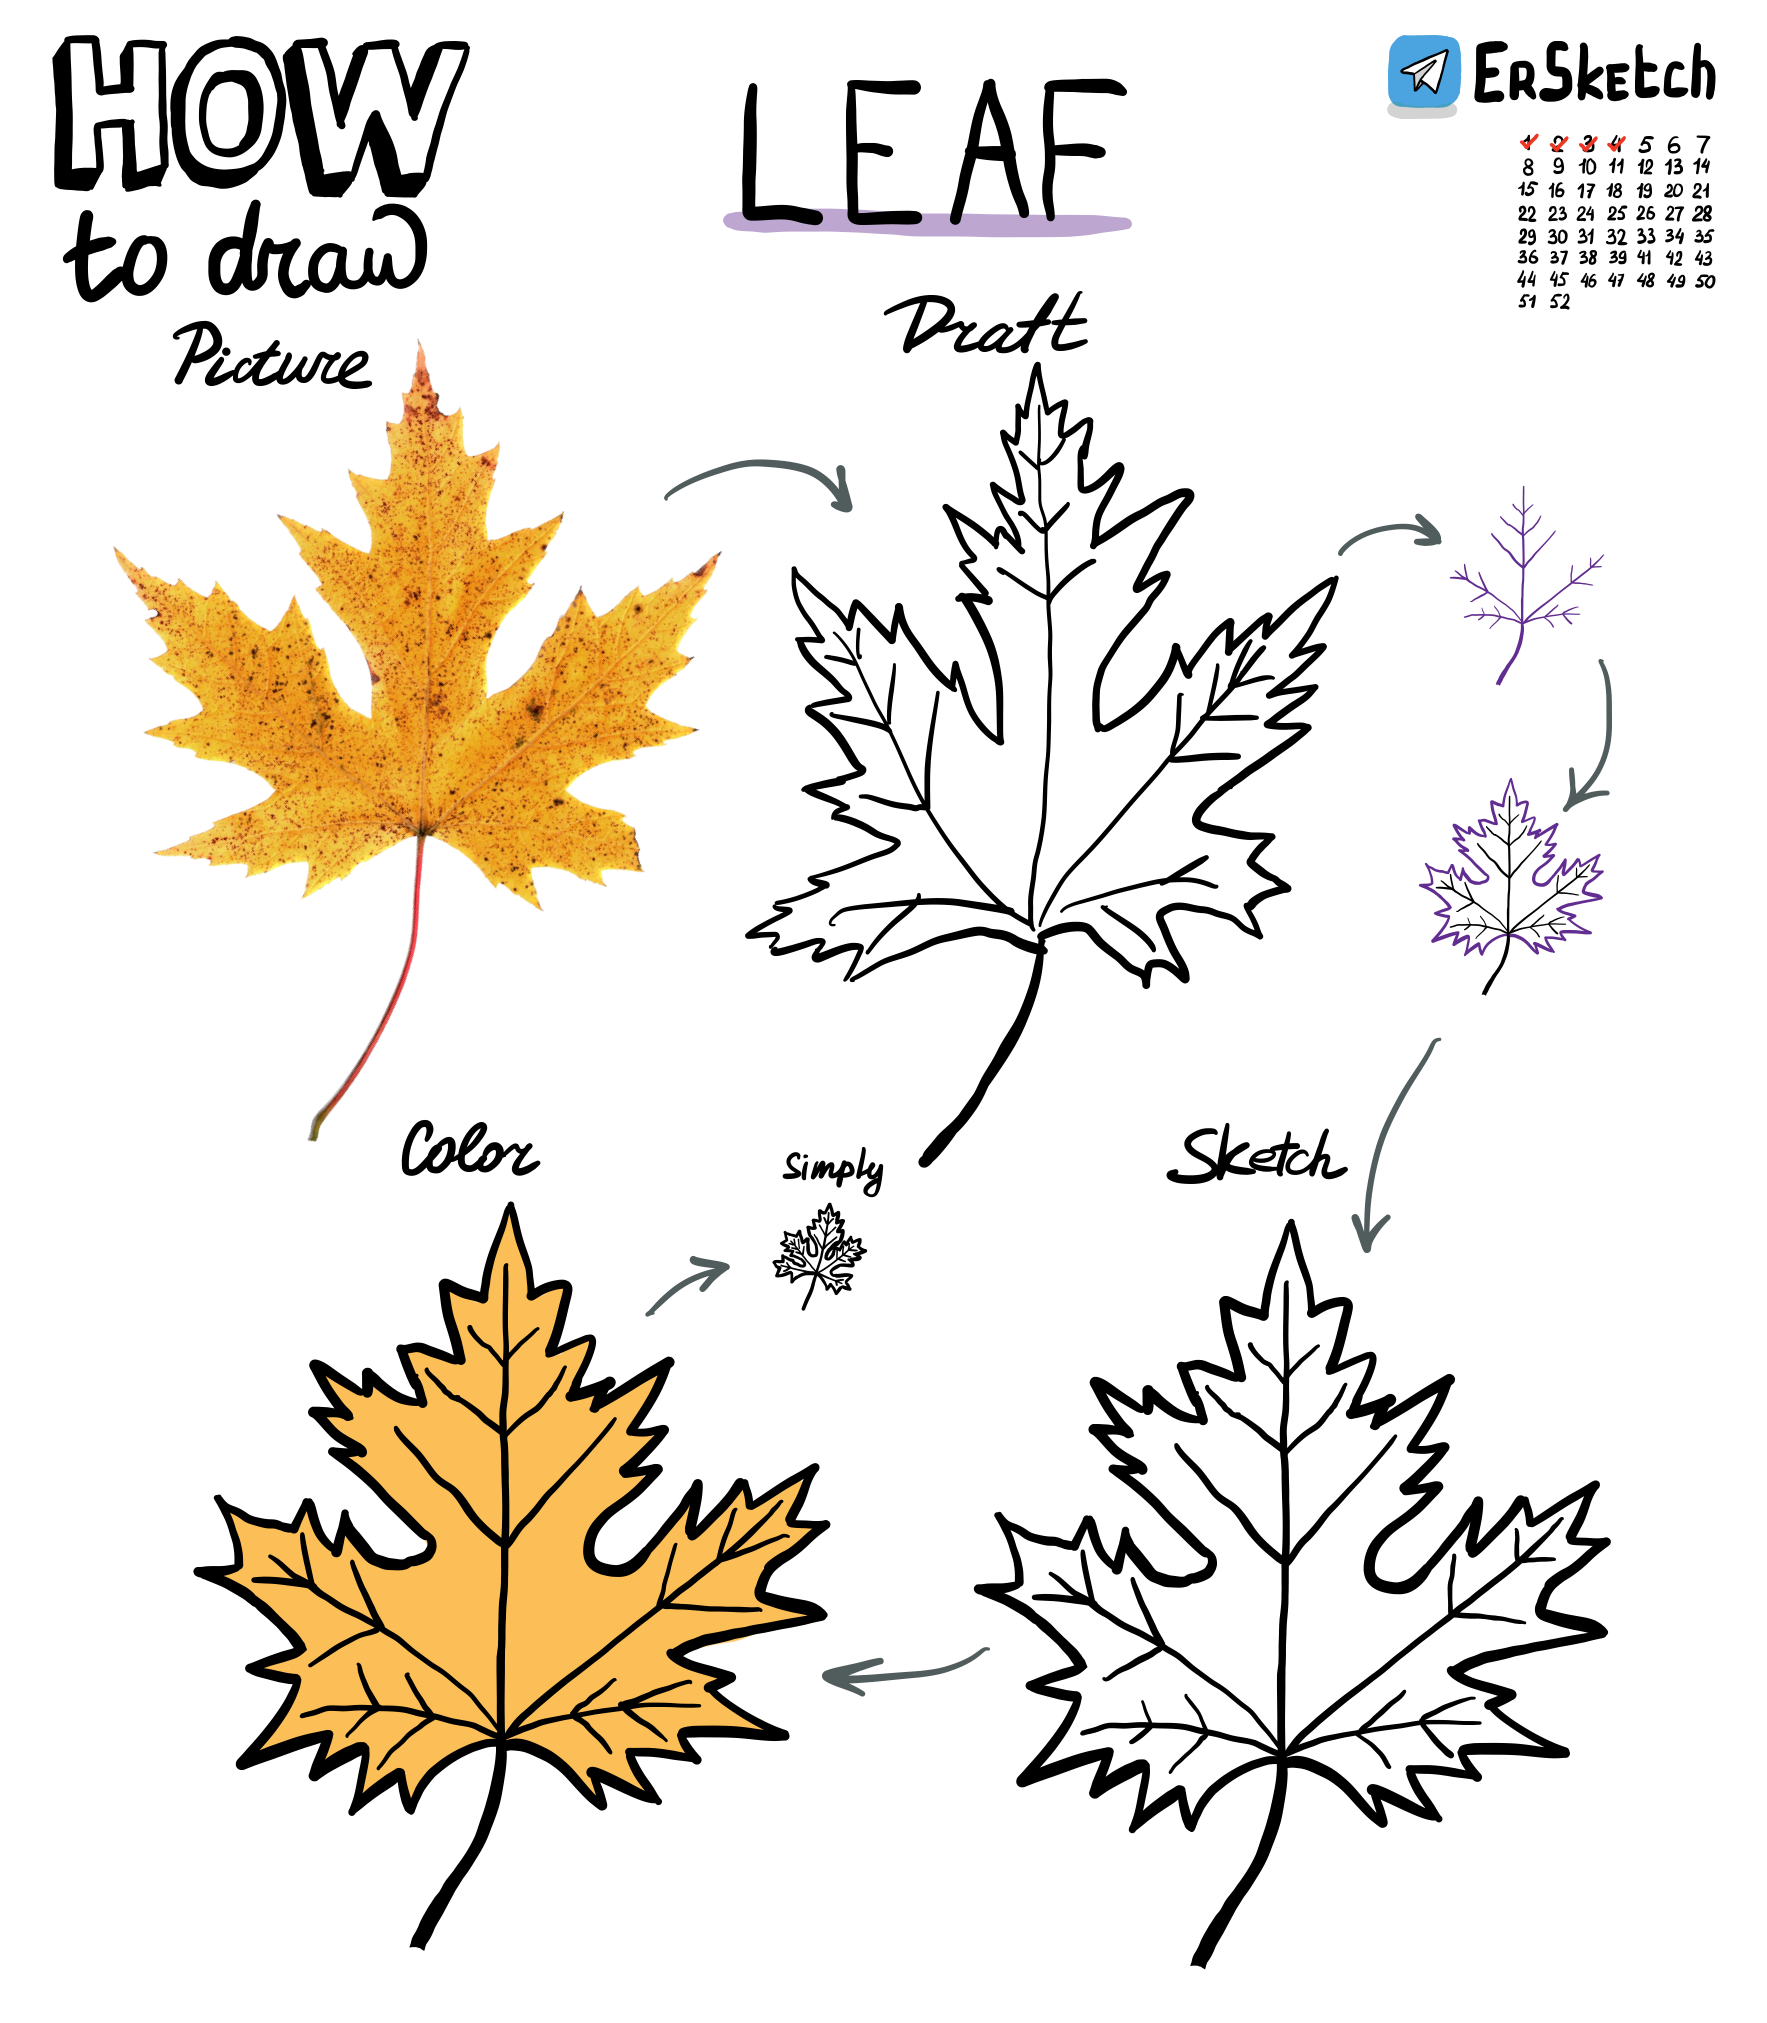 HOW
to draw
LEAF
ErSketch
1 2 3 4 5 6 7
8 9 10 11 12 13 14
15 16 17 18 19 20 21
22 23 24 25 26 27 28
29 30 31 32 33 34 35
36 37 38 39 41 42 43
44 45 46 47 48 49 50
51 52
Picture
Draft
Color
Simply
Sketch